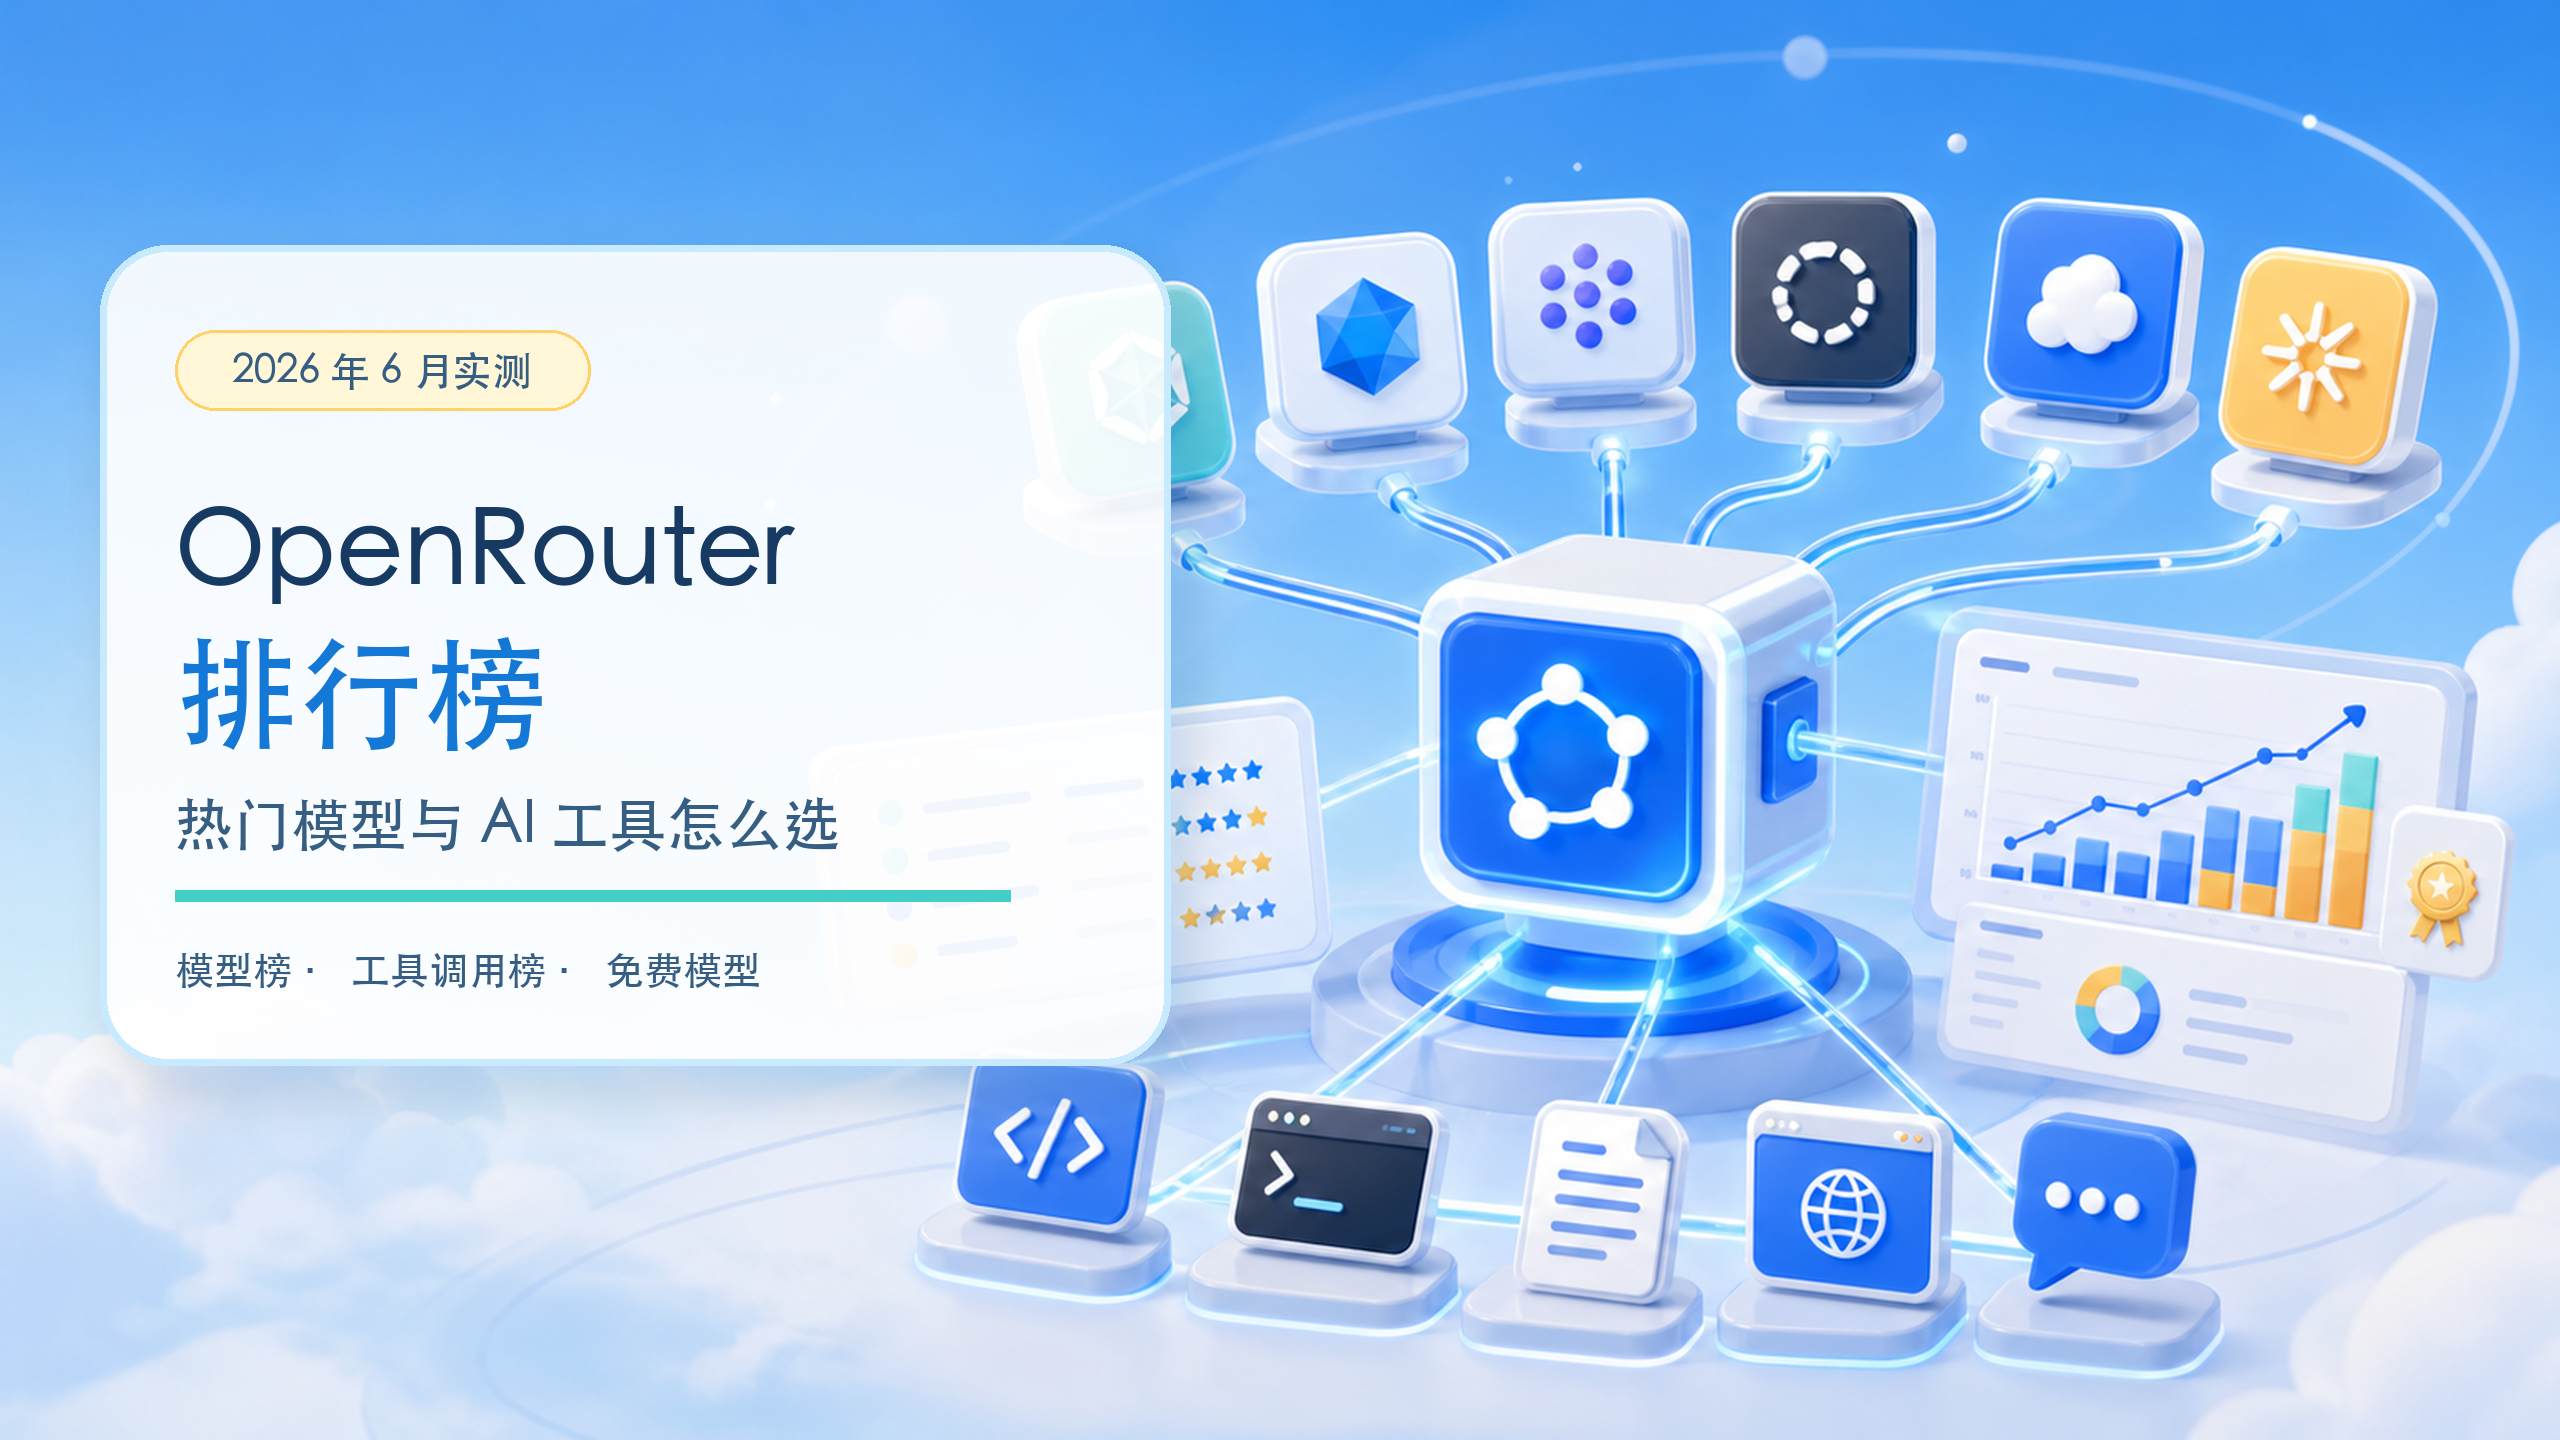 2026 年 6 月实测
OpenRouter
排行榜
热门模型与 AI 工具怎么选
模型榜 · 工具调用榜 · 免费模型